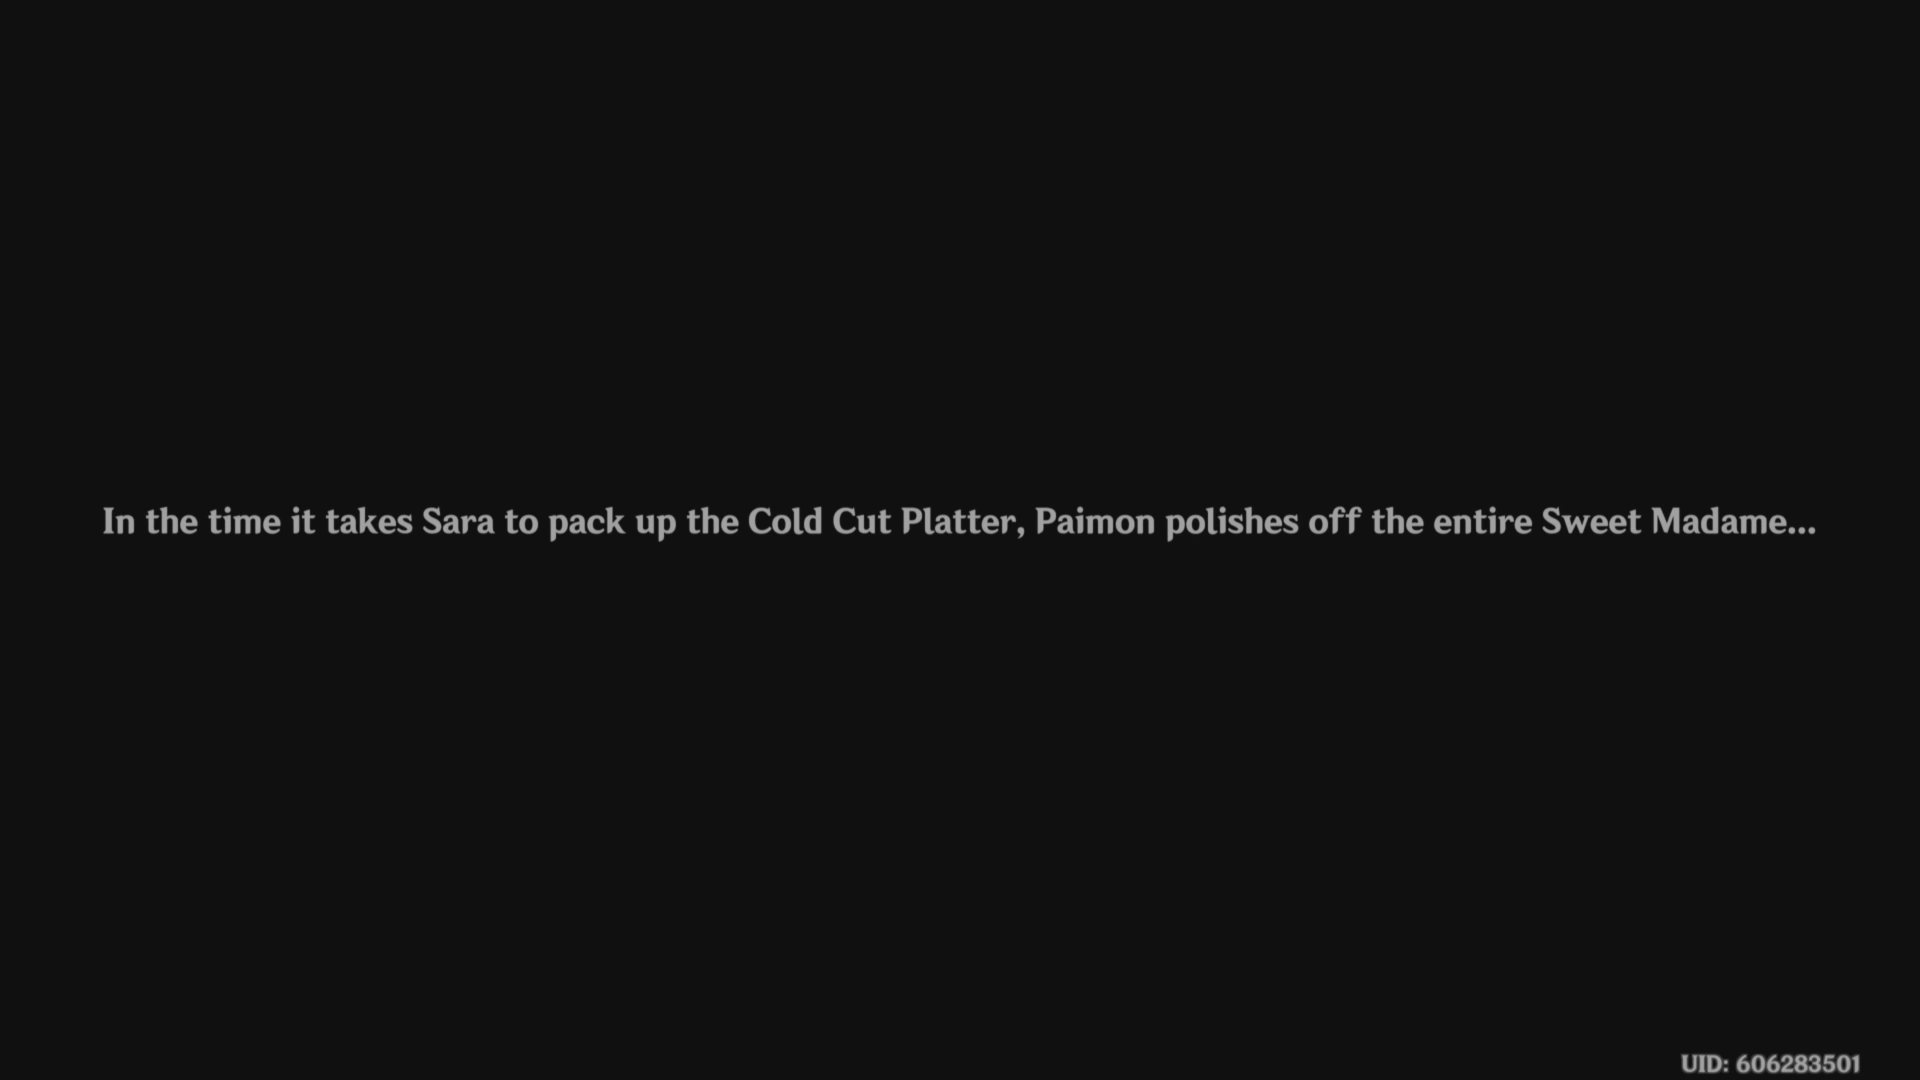 In the time it takes Sara to pack up the Cold Cut Platter, Paimon polishes off the entire Sweet Madame...
UID: 606283501